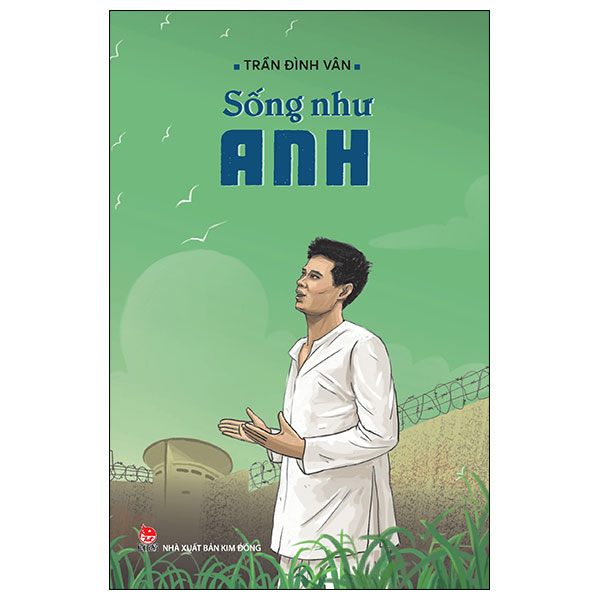 TRẦN ĐÌNH VÂN
Sống như
ANH
NHÀ XUẤT BẢN KIM ĐỒNG